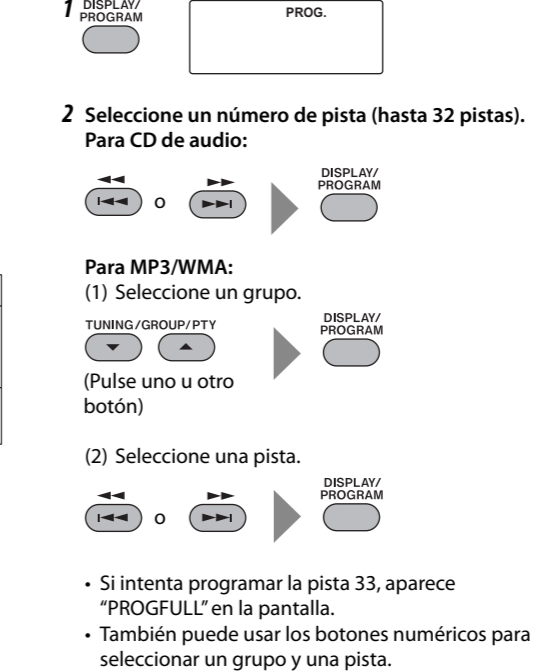 1 DISPLAY/
PROGRAM
PROG.
2 Seleccione un número de pista (hasta 32 pistas).
Para CD de audio:
o
DISPLAY/
PROGRAM
Para MP3/WMA:
(1) Seleccione un grupo.
TUNING/GROUP/PTY
DISPLAY/
PROGRAM
(Pulse uno u otro
botón)
(2) Seleccione una pista.
o
DISPLAY/
PROGRAM
• Si intenta programar la pista 33, aparece
“PROGFULL” en la pantalla.
• También puede usar los botones numéricos para
seleccionar un grupo y una pista.